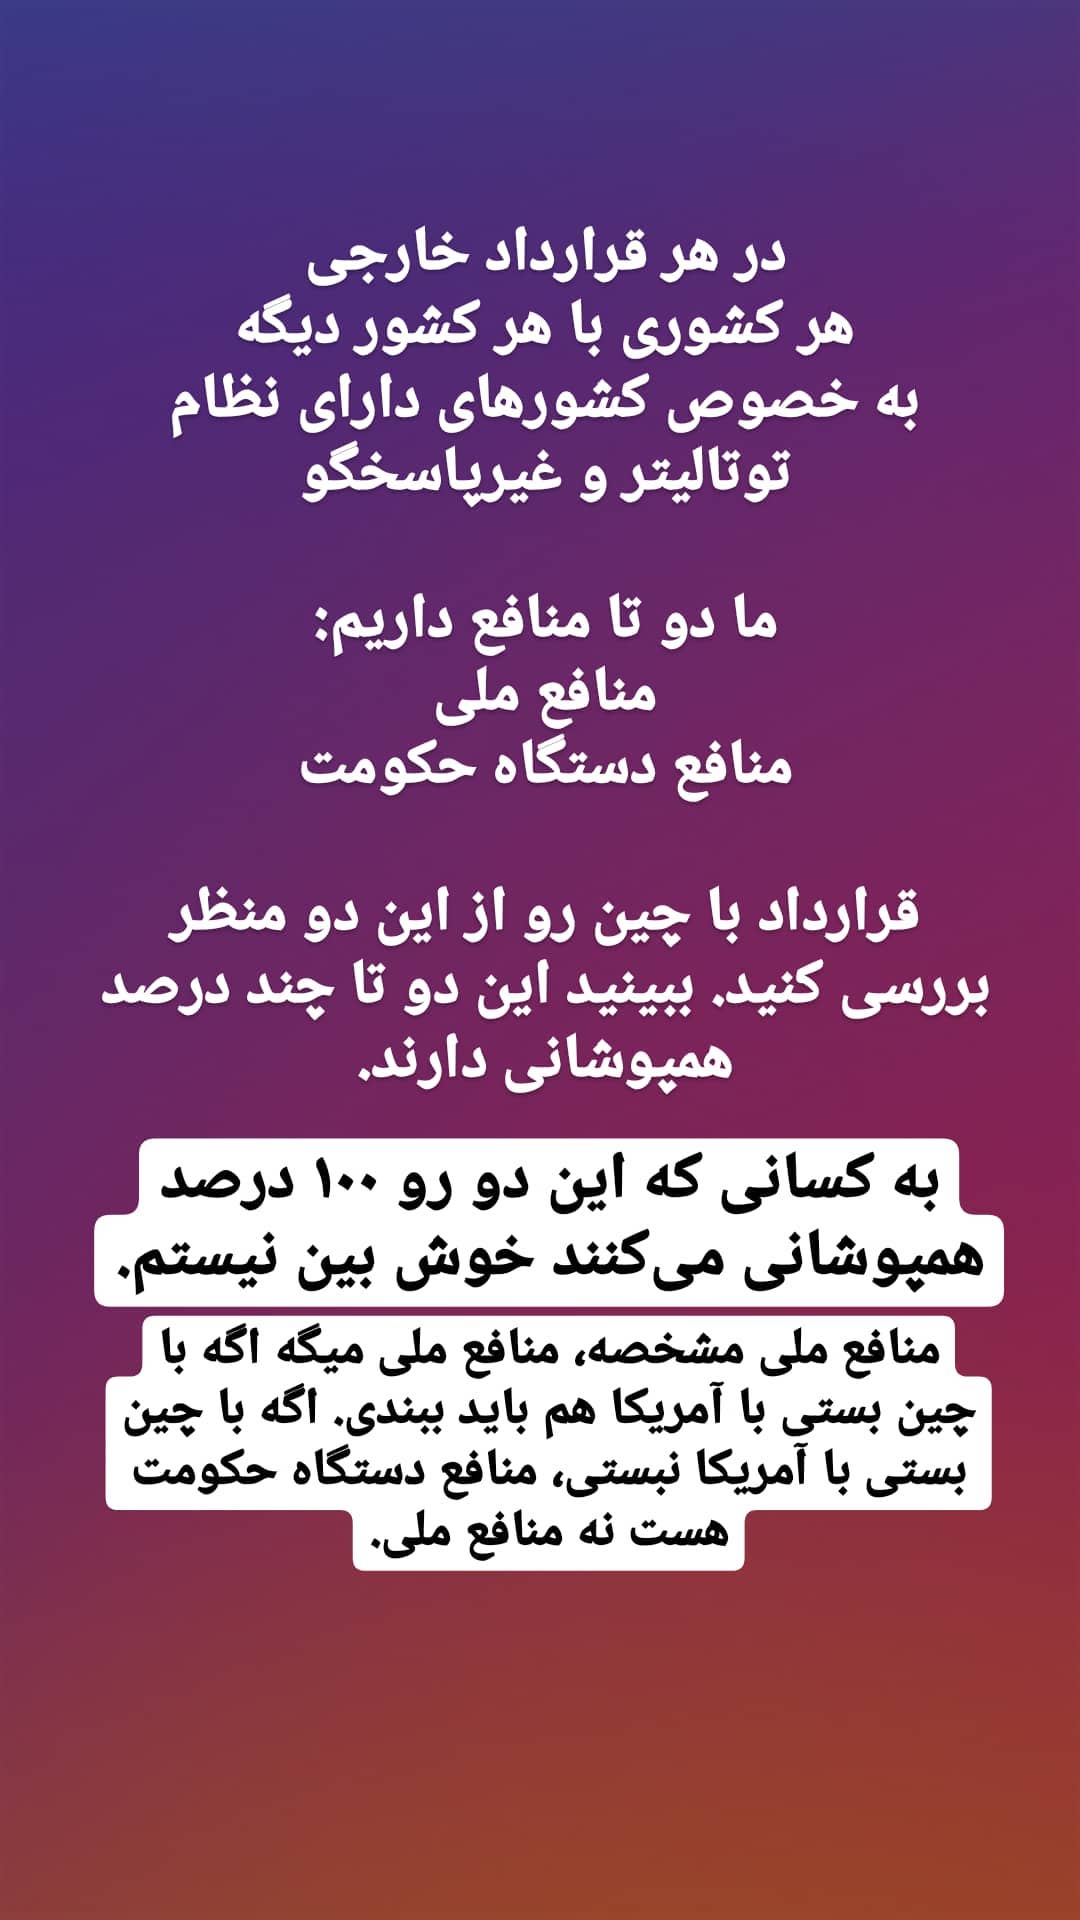 در هر قرارداد خارجی
هر کشوری با هر کشور دیگه
به خصوص کشورهای دارای نظام
توتالیتر و غیرپاسخگو
ما دو تا منافع داریم:
منافع ملی
منافع دستگاه حکومت
قرارداد با چین رو از این دو منظر
بررسی کنید. ببینید این دو تا چند درصد
همپوشانی دارند.
به کسانی که این دو رو ۱۰۰ درصد
همپوشانی می‌کنند خوش بین نیستم.
منافع ملی مشخصه، منافع ملی میگه اگه با
چین بستی با آمریکا هم باید ببندی. اگه با چین
بستی با آمریکا نبستی، منافع دستگاه حکومت
هست نه منافع ملی.